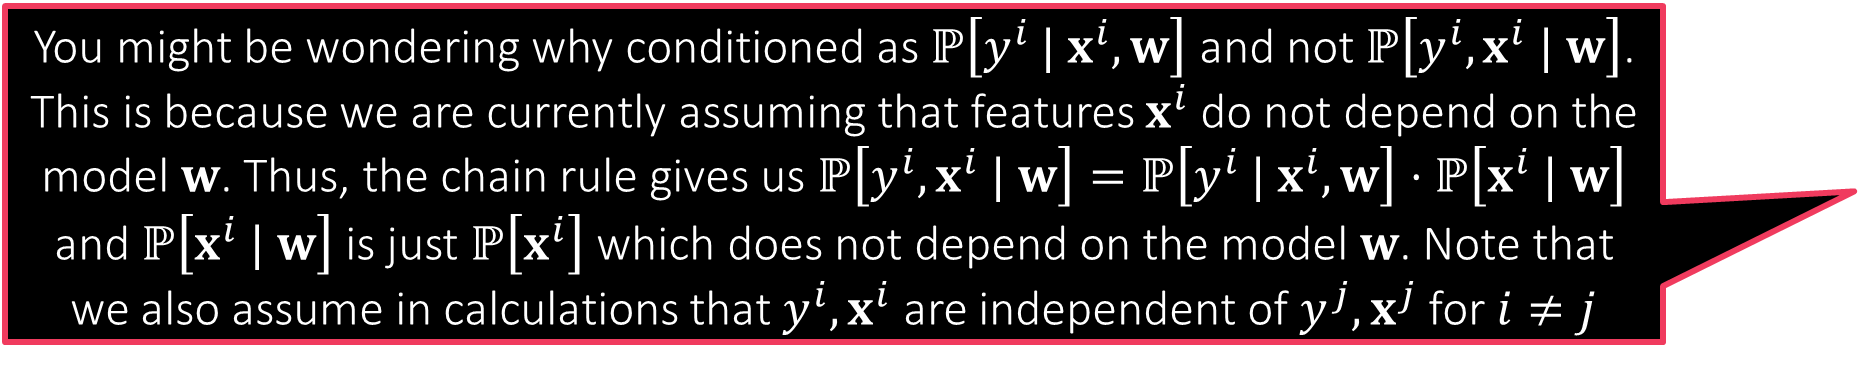 You might be wondering why conditioned as ℙ[yⁱ | 𝐱ⁱ, 𝐰] and not ℙ[yⁱ, 𝐱ⁱ | 𝐰].
This is because we are currently assuming that features 𝐱ⁱ do not depend on the
model 𝐰. Thus, the chain rule gives us ℙ[yⁱ, 𝐱ⁱ | 𝐰] = ℙ[yⁱ | 𝐱ⁱ, 𝐰] · ℙ[𝐱ⁱ | 𝐰]
and ℙ[𝐱ⁱ | 𝐰] is just ℙ[𝐱ⁱ] which does not depend on the model 𝐰. Note that
we also assume in calculations that yⁱ, 𝐱ⁱ are independent of yʲ, 𝐱ʲ for i ≠ j